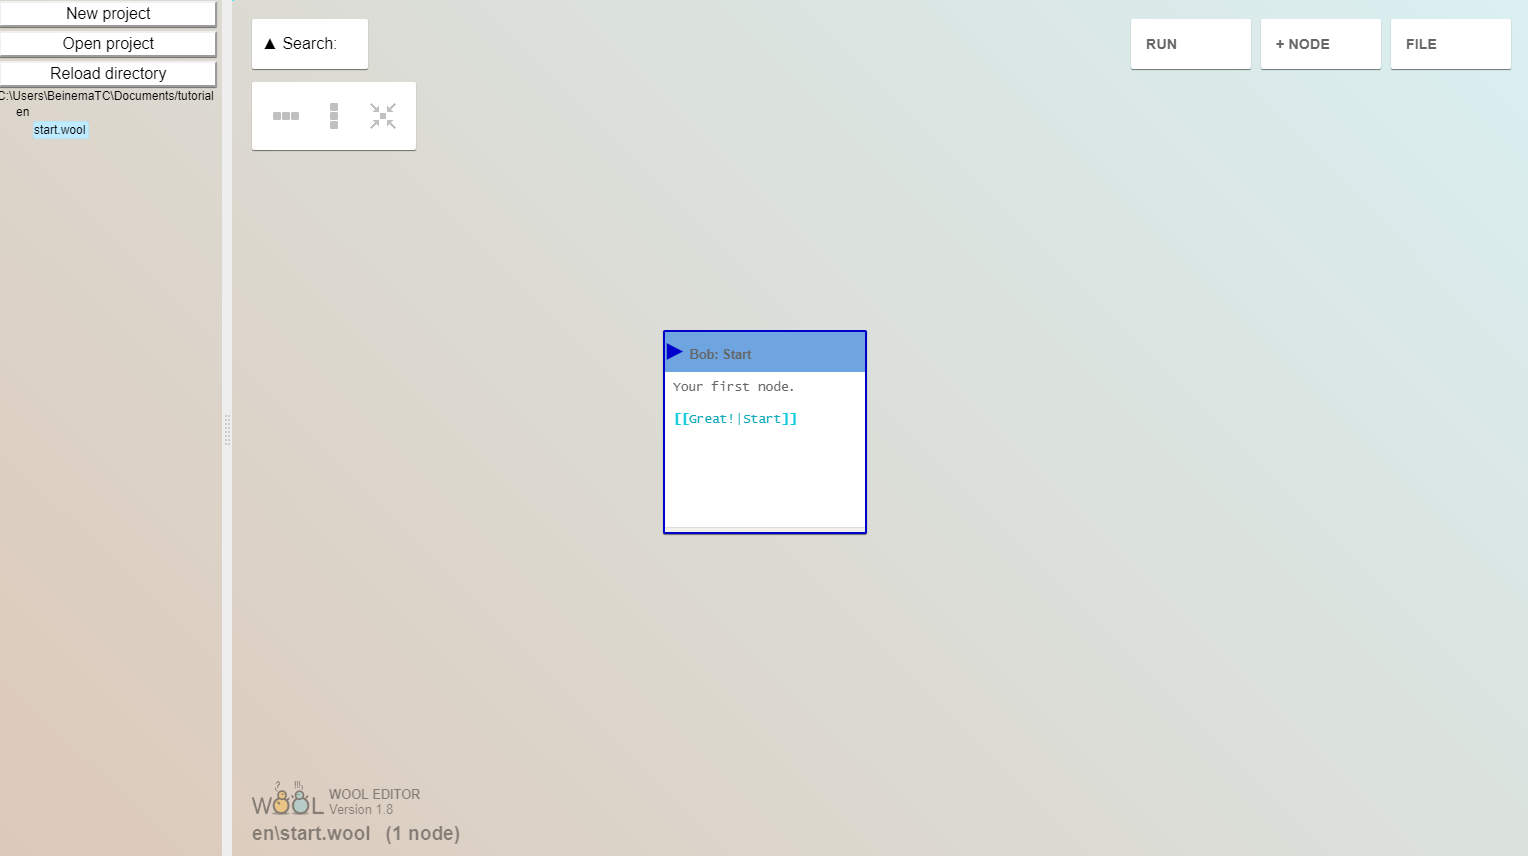 New project
Open project
Reload directory
C:\Users\BeinemaTC\Documents/tutorial
en
start.wool
▲ Search:
RUN
+ NODE
FILE
Bob: Start
Your first node.
[[Great!|Start]]
? !!!
WOOL
WOOL EDITOR
Version 1.8
en\start.wool (1 node)